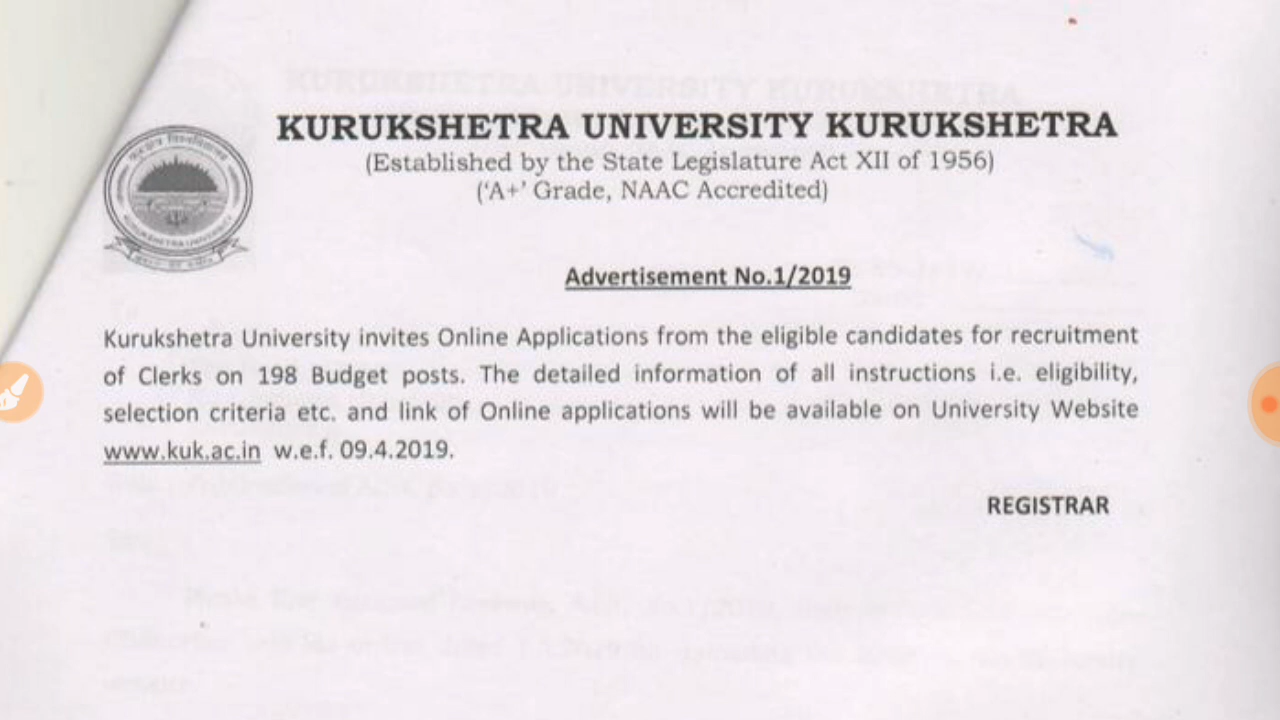 KURUKSHETRA UNIVERSITY KURUKSHETRA
(Established by the State Legislature Act XII of 1956)
(‘A+’ Grade, NAAC Accredited)
KURUKSHETRA UNIVERSITY
Advertisement No.1/2019
Kurukshetra University invites Online Applications from the eligible candidates for recruitment
of Clerks on 198 Budget posts. The detailed information of all instructions i.e. eligibility,
selection criteria etc. and link of Online applications will be available on University Website
www.kuk.ac.in w.e.f. 09.4.2019.
REGISTRAR